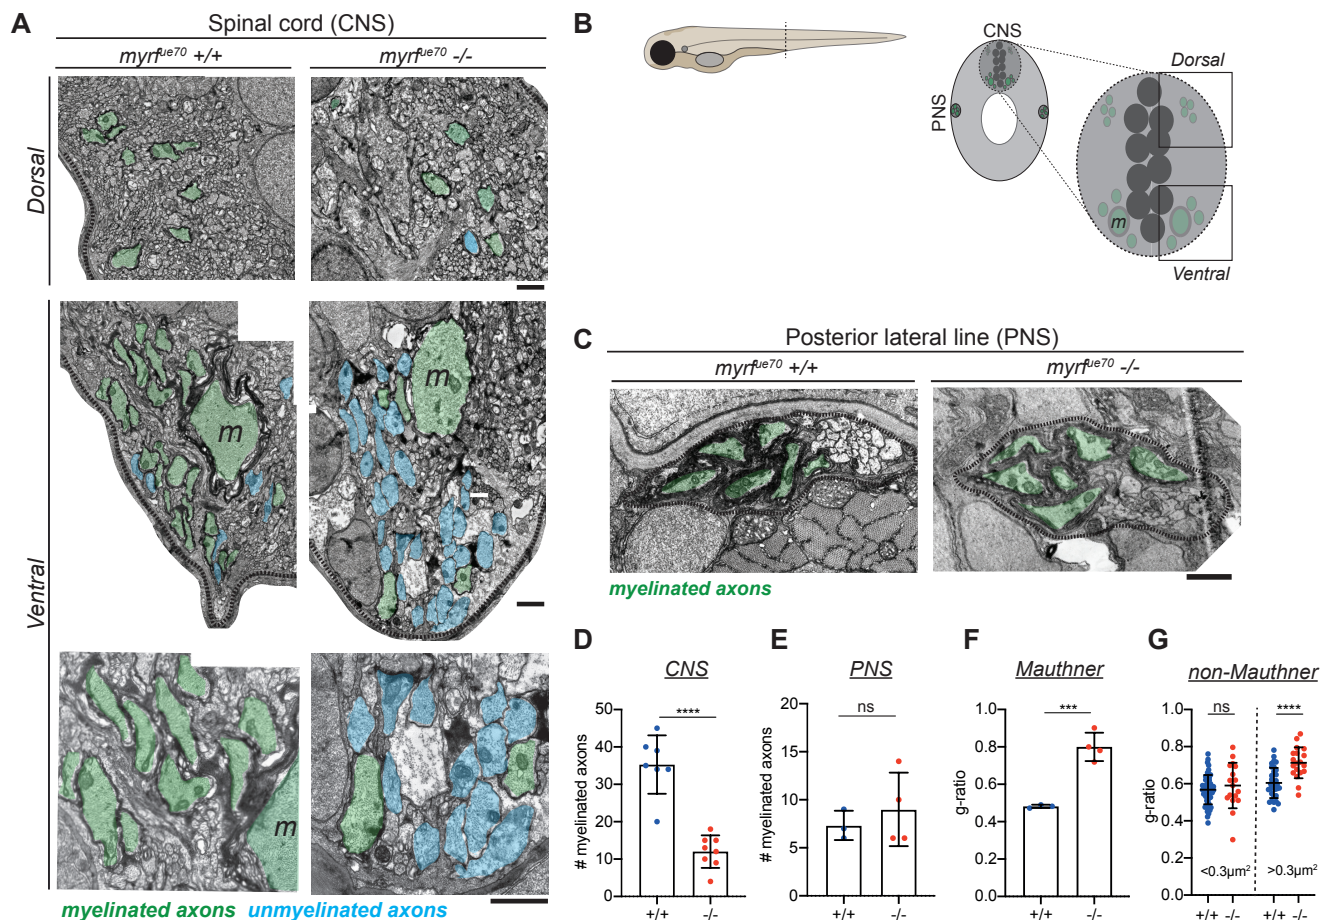 A
Spinal cord (CNS)
myrf^ue70 +/+
myrf^ue70 -/-
Dorsal
Ventral
m
m
m
myelinated axons unmyelinated axons
B
CNS
PNS
Dorsal
m
Ventral
C
Posterior lateral line (PNS)
myrf^ue70 +/+
myrf^ue70 -/-
myelinated axons
D
CNS
****
# myelinated axons
50
40
30
20
10
0
+/+
-/-
E
PNS
ns
# myelinated axons
20
15
10
5
0
+/+
-/-
F
Mauthner
***
g-ratio
1.0
0.8
0.6
0.4
0.2
0.0
+/+
-/-
G
non-Mauthner
ns
****
g-ratio
1.0
0.8
0.6
0.4
0.2
0.0
<0.3µm²
>0.3µm²
+/+ -/-
+/+ -/-